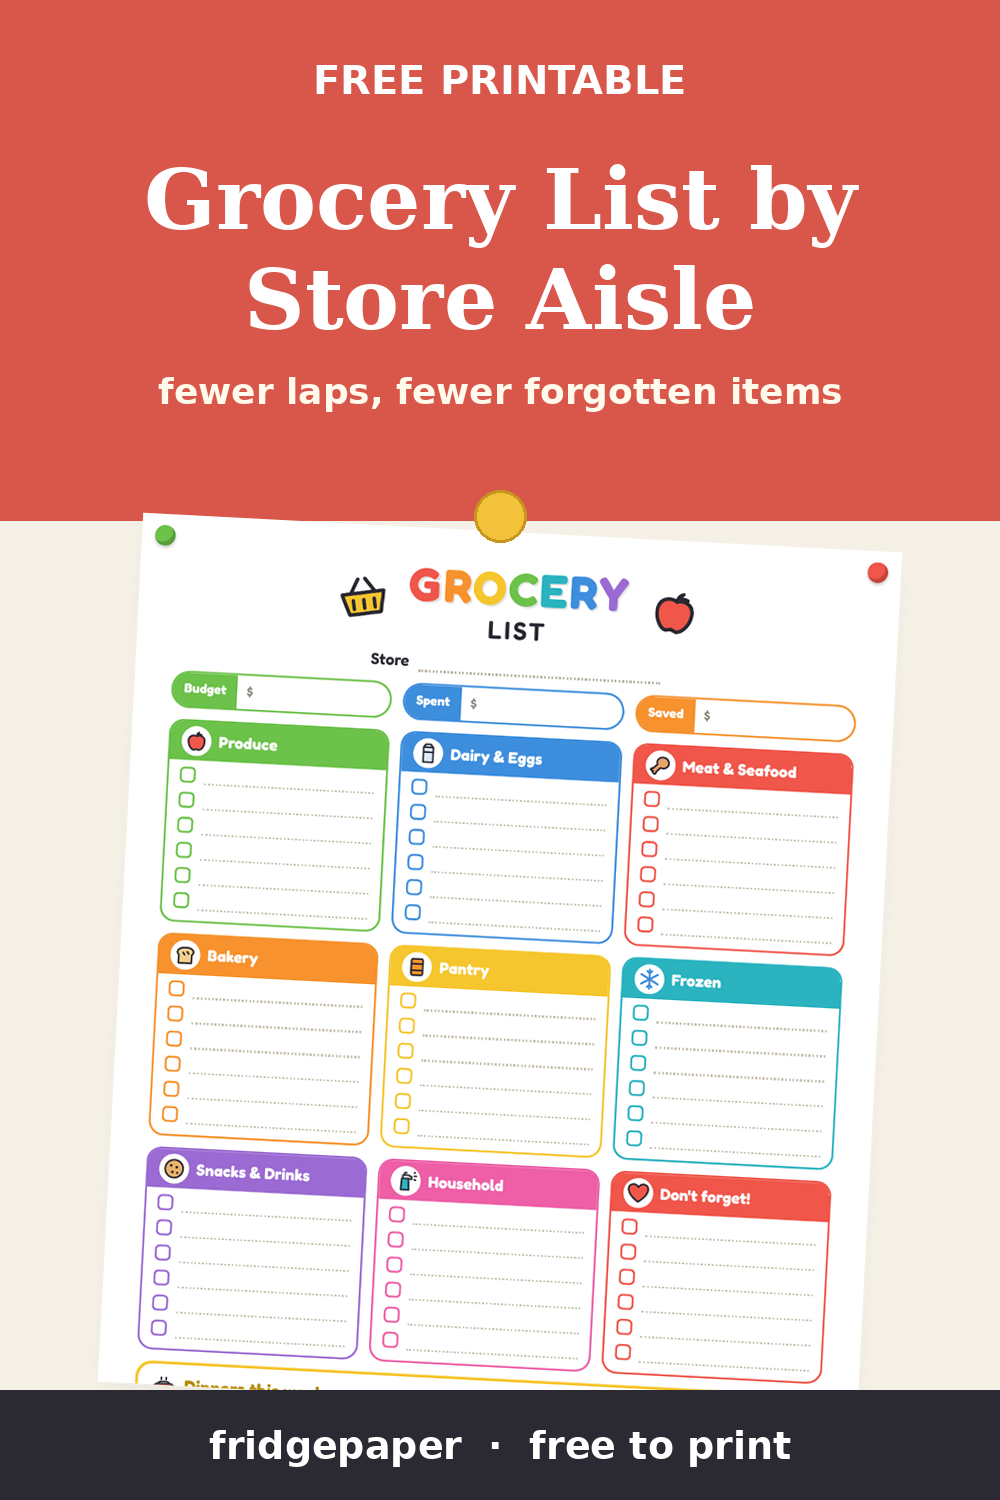 FREE PRINTABLE
Grocery List by
Store Aisle
fewer laps, fewer forgotten items
GROCERY
LIST
Store
Budget $
Spent $
Saved $
Produce
Dairy & Eggs
Meat & Seafood
Bakery
Pantry
Frozen
Snacks & Drinks
Household
Don't forget!
fridgepaper · free to print